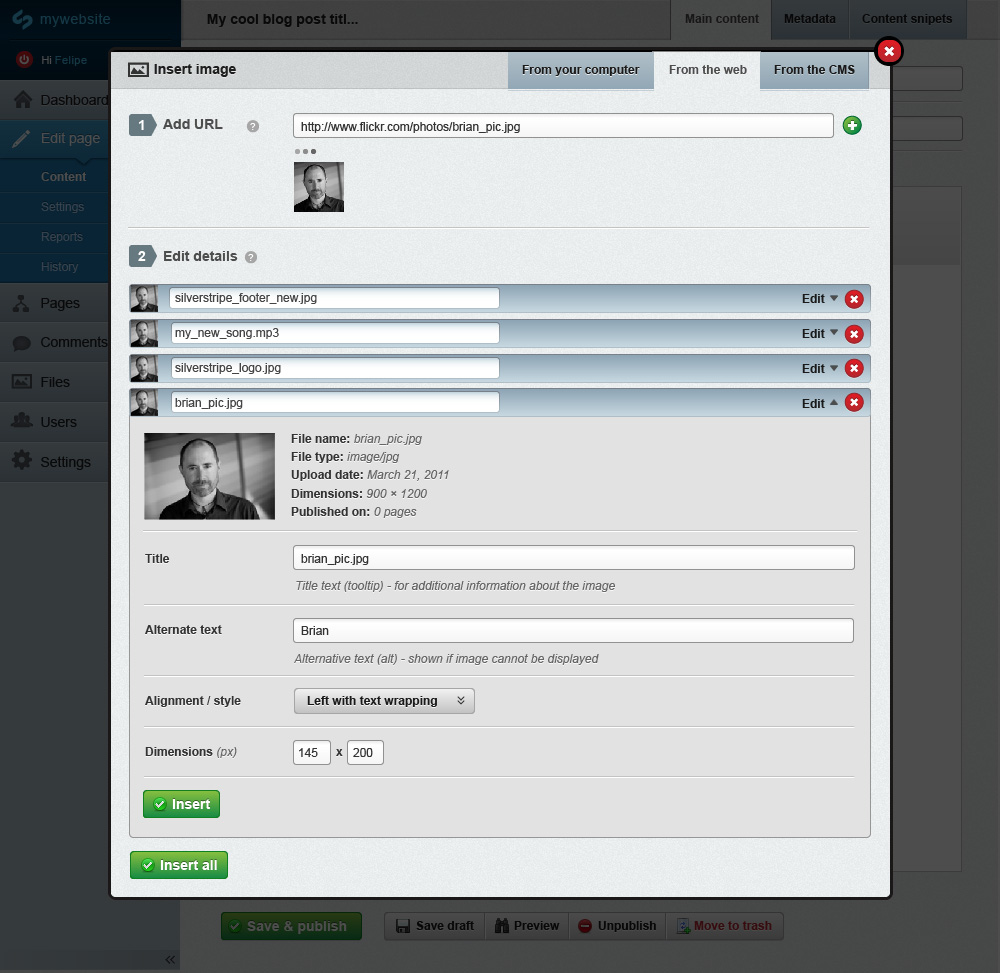 mywebsite
My cool blog post titl...
Main content
Metadata
Content snipets
Hi Felipe
Dashboard
Edit page
Content
Settings
Reports
History
Pages
Comments
Files
Users
Settings
Insert image
From your computer
From the web
From the CMS
1 Add URL ?
http://www.flickr.com/photos/brian_pic.jpg
2 Edit details ?
silverstripe_footer_new.jpg Edit
my_new_song.mp3 Edit
silverstripe_logo.jpg Edit
brian_pic.jpg Edit
File name: brian_pic.jpg
File type: image/jpg
Upload date: March 21, 2011
Dimensions: 900 × 1200
Published on: 0 pages
Title brian_pic.jpg
Title text (tooltip) - for additional information about the image
Alternate text Brian
Alternative text (alt) - shown if image cannot be displayed
Alignment / style Left with text wrapping
Dimensions (px) 145 x 200
Insert
Insert all
Save & publish
Save draft
Preview
Unpublish
Move to trash
«